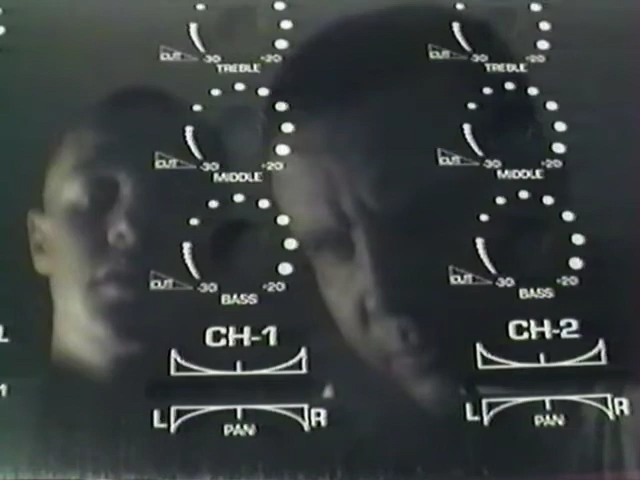 CUT -30 -20 CUT -30 -20
TREBLE TREBLE
CUT -30 -20 CUT -30 -20
MIDDLE MIDDLE
CUT -30 -20 CUT -30 -20
BASS BASS
CH-1 CH-2
L R L R
PAN PAN